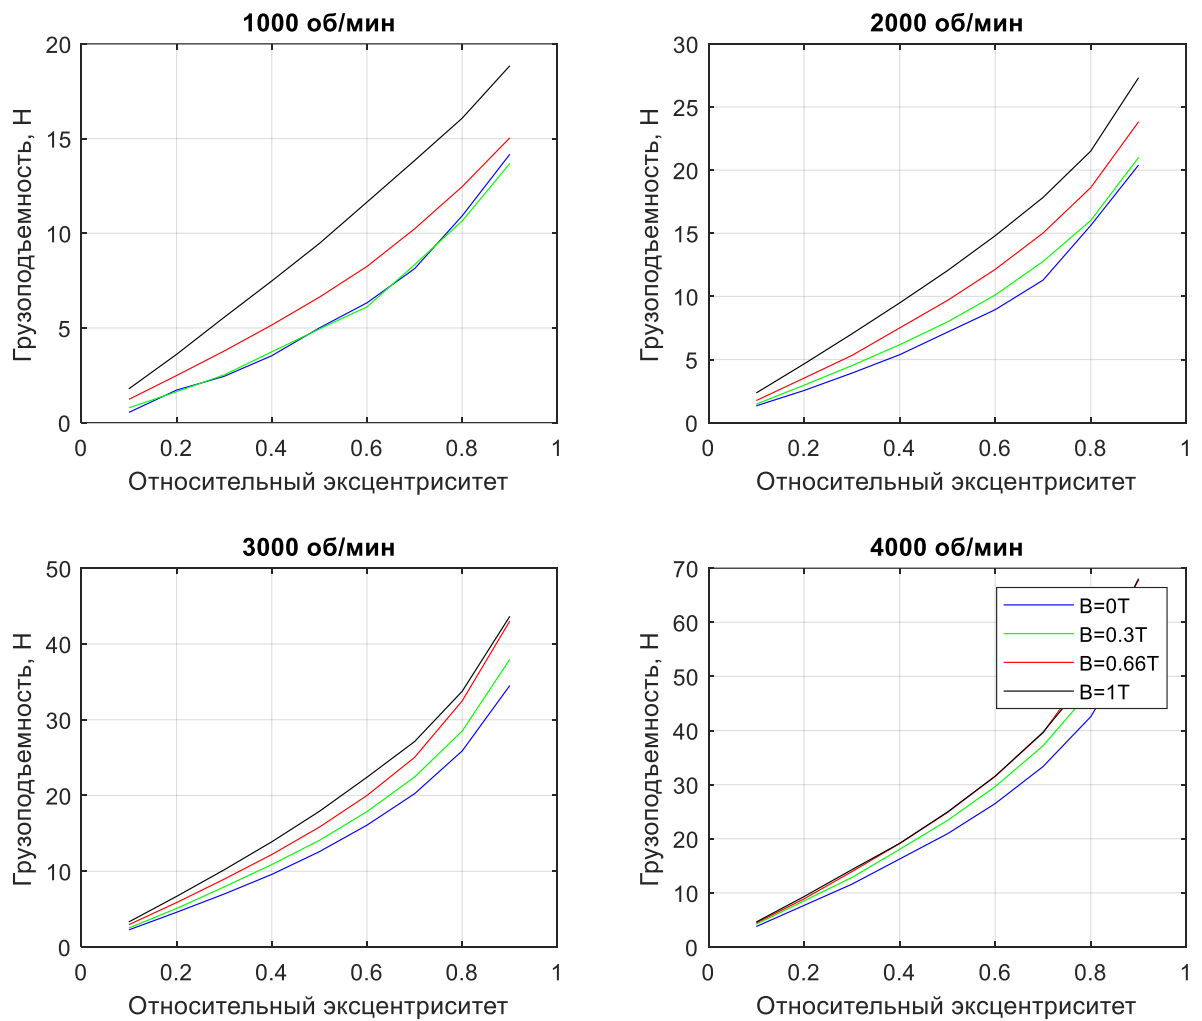 1000 об/мин
20
15
10
5
0
Грузоподъемность, Н
0 0.2 0.4 0.6 0.8 1
Относительный эксцентриситет
2000 об/мин
30
25
20
15
10
5
0
Грузоподъемность, Н
0 0.2 0.4 0.6 0.8 1
Относительный эксцентриситет
3000 об/мин
50
40
30
20
10
0
Грузоподъемность, Н
0 0.2 0.4 0.6 0.8 1
Относительный эксцентриситет
4000 об/мин
70
60
50
40
30
20
10
0
Грузоподъемность, Н
B=0T
B=0.3T
B=0.66T
B=1T
0 0.2 0.4 0.6 0.8 1
Относительный эксцентриситет